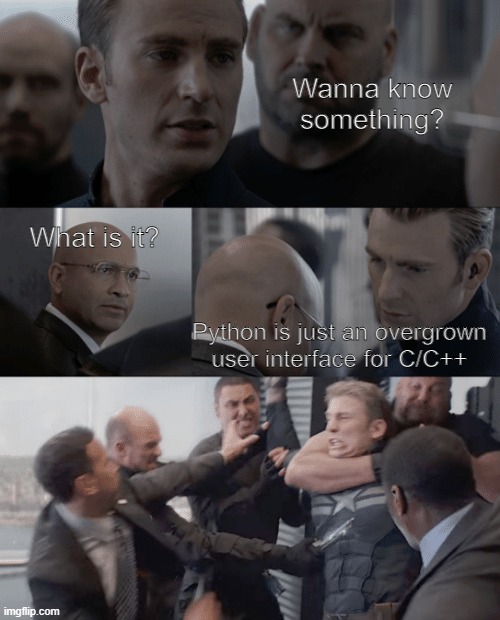 Wanna know
something?
What is it?
Python is just an overgrown
user interface for C/C++
imgflip.com